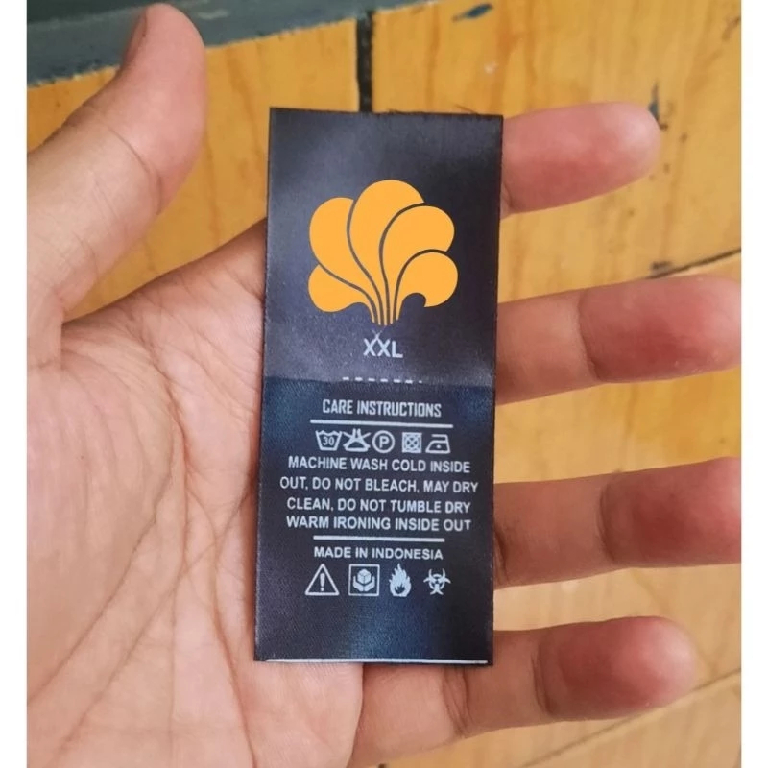 XXL
CARE INSTRUCTIONS
30 P
MACHINE WASH COLD INSIDE
OUT, DO NOT BLEACH, MAY DRY
CLEAN, DO NOT TUMBLE DRY
WARM IRONING INSIDE OUT
MADE IN INDONESIA